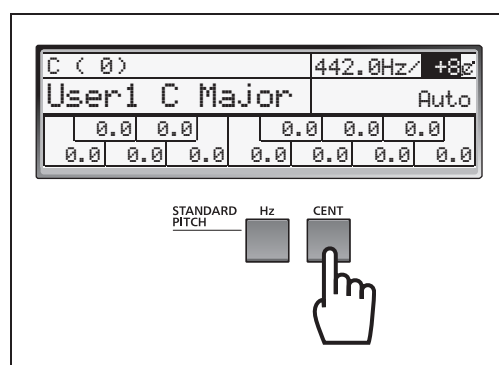 C ( 0) 442.0Hz/ +8¢
User1 C Major Auto
0.0 0.0 0.0 0.0 0.0
0.0 0.0 0.0 0.0 0.0 0.0 0.0
STANDARD PITCH Hz CENT